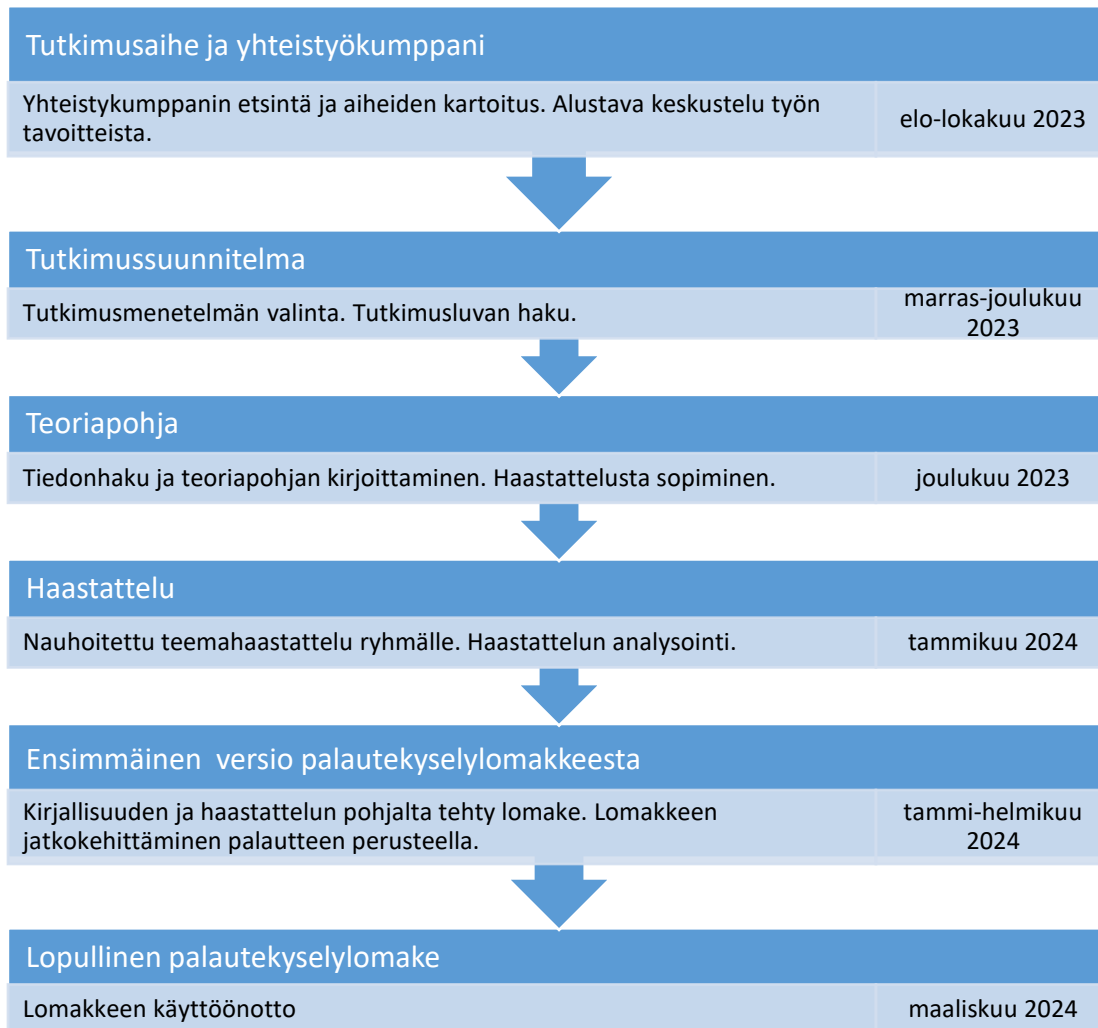 Tutkimusaihe ja yhteistyökumppani
Yhteistykumppanin etsintä ja aiheiden kartoitus. Alustava keskustelu työn
tavoitteista.
elo-lokakuu 2023
Tutkimussuunnitelma
Tutkimusmenetelmän valinta. Tutkimusluvan haku.
marras-joulukuu
2023
Teoriapohja
Tiedonhaku ja teoriapohjan kirjoittaminen. Haastattelusta sopiminen.
joulukuu 2023
Haastattelu
Nauhoitettu teemahaastattelu ryhmälle. Haastattelun analysointi.
tammikuu 2024
Ensimmäinen  versio palautekyselylomakkeesta
Kirjallisuuden ja haastattelun pohjalta tehty lomake. Lomakkeen
jatkokehittäminen palautteen perusteella.
tammi-helmikuu
2024
Lopullinen palautekyselylomake
Lomakkeen käyttöönotto
maaliskuu 2024